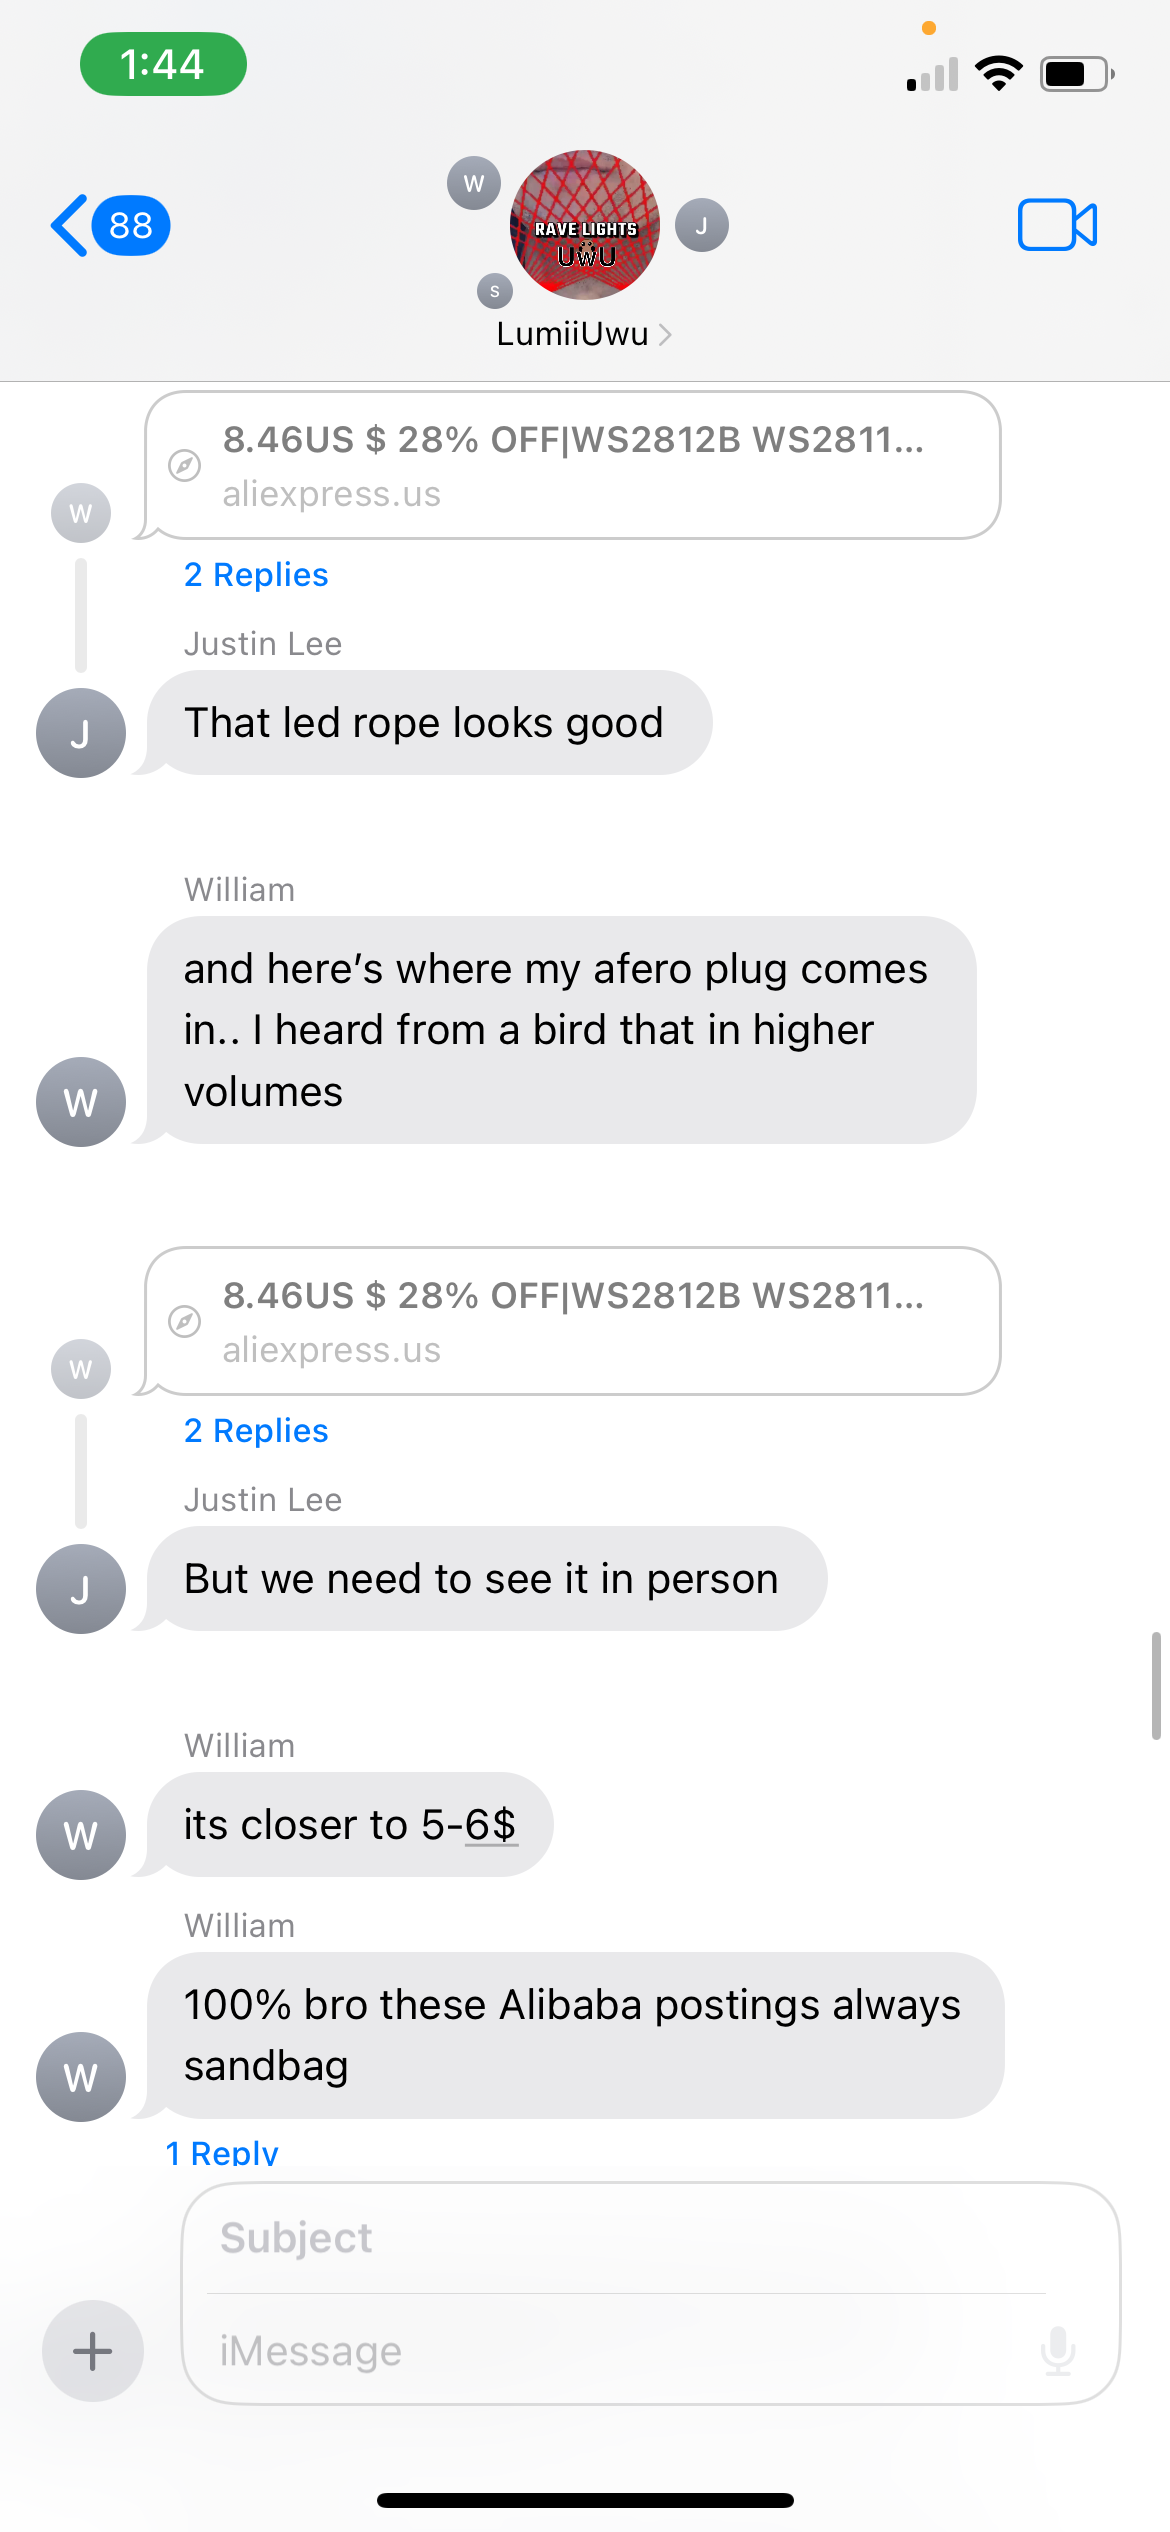 1:44
88
W
RAVE LIGHTS
UWU
J
S
LumiiUwu
8.46US $ 28% OFF|WS2812B WS2811...
aliexpress.us
W
2 Replies
Justin Lee
J
That led rope looks good
William
and here’s where my afero plug comes
in.. I heard from a bird that in higher
volumes
W
8.46US $ 28% OFF|WS2812B WS2811...
aliexpress.us
W
2 Replies
Justin Lee
J
But we need to see it in person
William
W
its closer to 5-6$
William
100% bro these Alibaba postings always
sandbag
W
1 Reply
Subject
iMessage